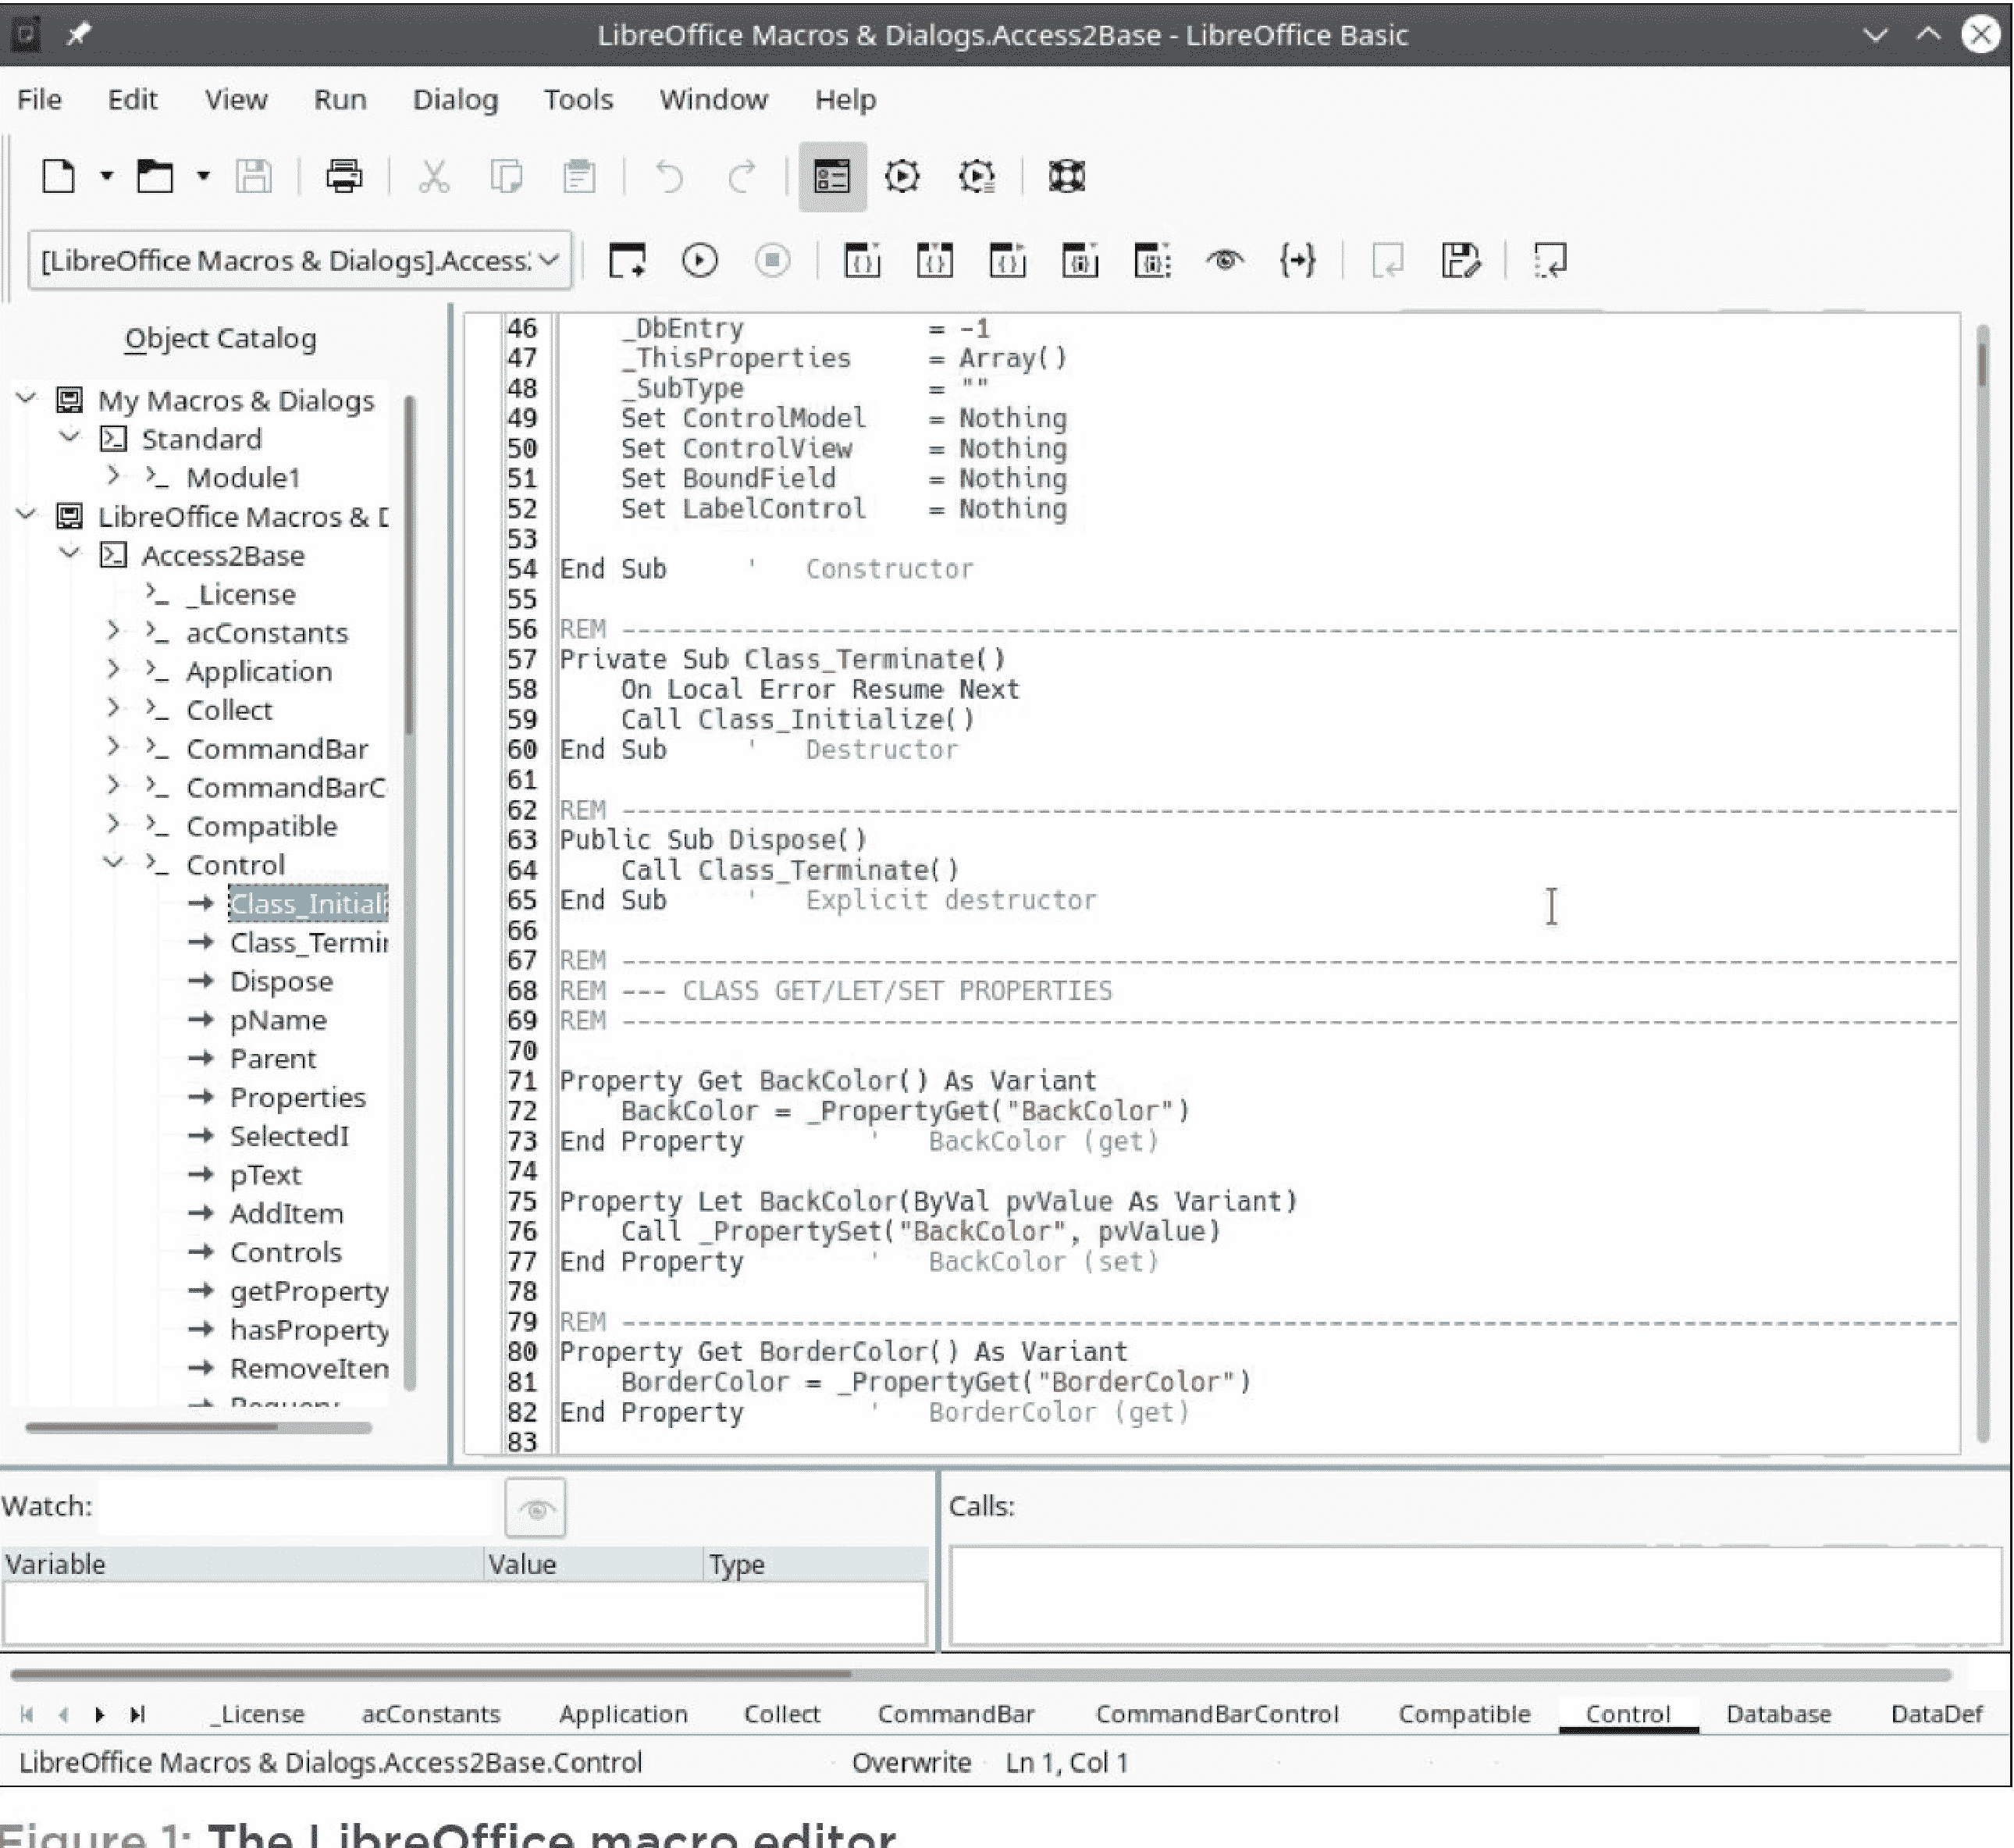 LibreOffice Macros & Dialogs.Access2Base - LibreOffice Basic
File Edit View Run Dialog Tools Window Help
[LibreOffice Macros & Dialogs].Access
Object Catalog
My Macros & Dialogs
Standard
Module1
LibreOffice Macros &
Access2Base
_License
acConstants
Application
Collect
CommandBar
CommandBarC
Compatible
Control
Class_Initiali
Class_Termin
Dispose
pName
Parent
Properties
SelectedI
pText
AddItem
Controls
getProperty
hasProperty
RemoveItem
46 _DbEntry = -1
47 _ThisProperties = Array()
48 _SubType = ""
49 Set ControlModel = Nothing
50 Set ControlView = Nothing
51 Set BoundField = Nothing
52 Set LabelControl = Nothing
53
54 End Sub ' Constructor
55
56 REM ----------------------------------------------------------------------------------------
57 Private Sub Class_Terminate()
58 On Local Error Resume Next
59 Call Class_Initialize()
60 End Sub ' Destructor
61
62 REM ----------------------------------------------------------------------------------------
63 Public Sub Dispose()
64 Call Class_Terminate()
65 End Sub ' Explicit destructor
66
67 REM ----------------------------------------------------------------------------------------
68 REM --- CLASS GET/LET/SET PROPERTIES
69 REM ----------------------------------------------------------------------------------------
70
71 Property Get BackColor() As Variant
72 BackColor = _PropertyGet("BackColor")
73 End Property ' BackColor (get)
74
75 Property Let BackColor(ByVal pvValue As Variant)
76 Call _PropertySet("BackColor", pvValue)
77 End Property ' BackColor (set)
78
79 REM ----------------------------------------------------------------------------------------
80 Property Get BorderColor() As Variant
81 BorderColor = _PropertyGet("BorderColor")
82 End Property ' BorderColor (get)
83
Watch:
Variable Value Type
Calls:
_License acConstants Application Collect CommandBar CommandBarControl Compatible Control Database DataDef
LibreOffice Macros & Dialogs.Access2Base.Control Overwrite Ln 1, Col 1
Figure 1: The LibreOffice macro editor